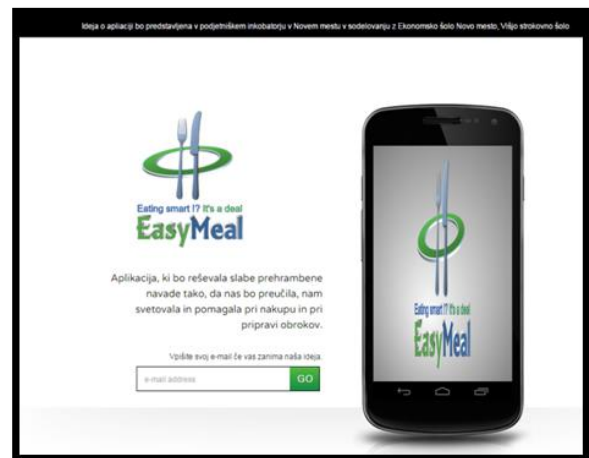 Ideja o apliaciji bo predstavljena v podjetniškem inkobatorju v Novem mestu v sodelovanju z Ekonomsko šolo Novo mesto, Višjo strokovno šolo
Eating smart !? It's a deal
EasyMeal
Aplikacija, ki bo reševala slabe prehrambene
navade tako, da nas bo preučila, nam
svetovala in pomagala pri nakupu in pri
pripravi obrokov.
Vpišite svoj e-mail če vas zanima naša ideja.
e-mail address
GO
Eating smart !? It's a deal
EasyMeal